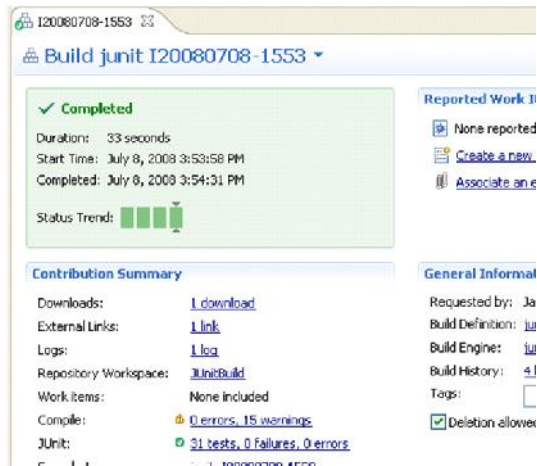 I20080708-1553
Build junit I20080708-1553
Completed
Duration: 33 seconds
Start Time: July 8, 2008 3:53:58 PM
Completed: July 8, 2008 3:54:31 PM
Status Trend:
Reported Work
None reported
Create a new
Associate an
Contribution Summary
Downloads: 1 download
External Links: 1 link
Logs: 1 log
Repository Workspace: JUnitBuild
Work items: None included
Compile: 0 errors, 15 warnings
JUnit: 31 tests, 0 failures, 0 errors
General
Requested by:
Build Definition:
Build Engine:
Build History: 4
Tags:
Deletion allowed